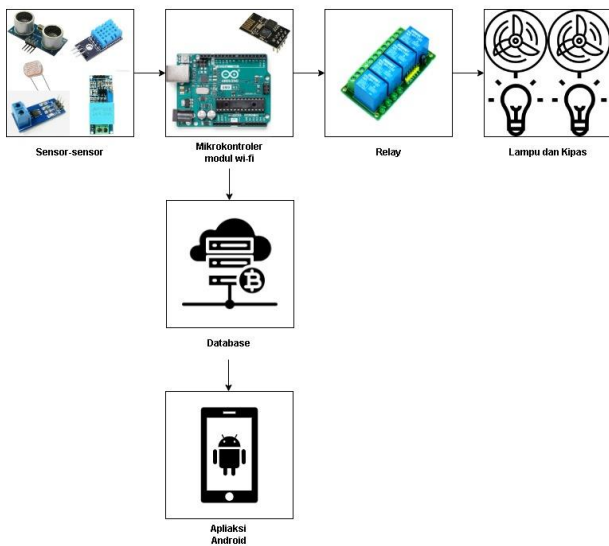 Sensor-sensor
Mikrokontroler
modul wi-fi
Relay
Lampu dan Kipas
Database
Apliaksi
Android